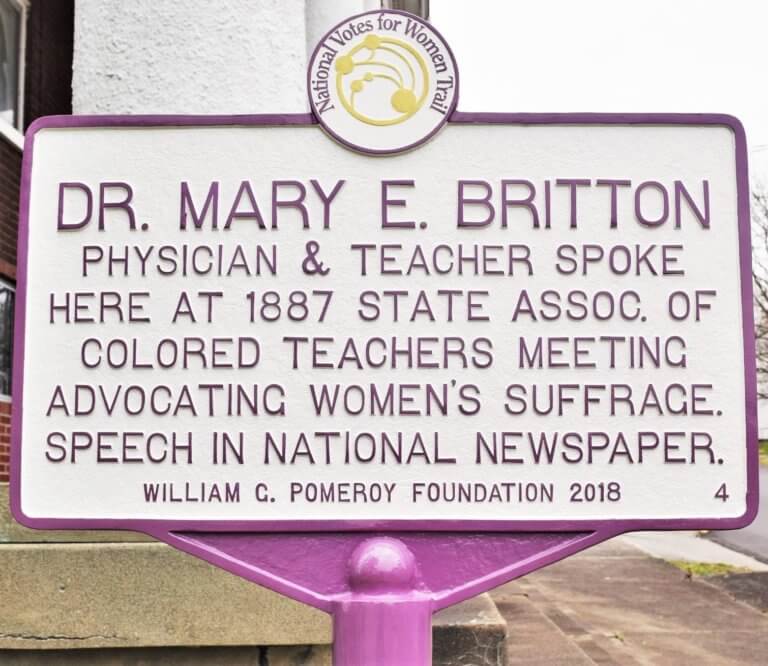 National Votes for Women Trail
DR. MARY E. BRITTON
PHYSICIAN & TEACHER SPOKE
HERE AT 1887 STATE ASSOC. OF
COLORED TEACHERS MEETING
ADVOCATING WOMEN'S SUFFRAGE.
SPEECH IN NATIONAL NEWSPAPER.
WILLIAM G. POMEROY FOUNDATION 2018 4